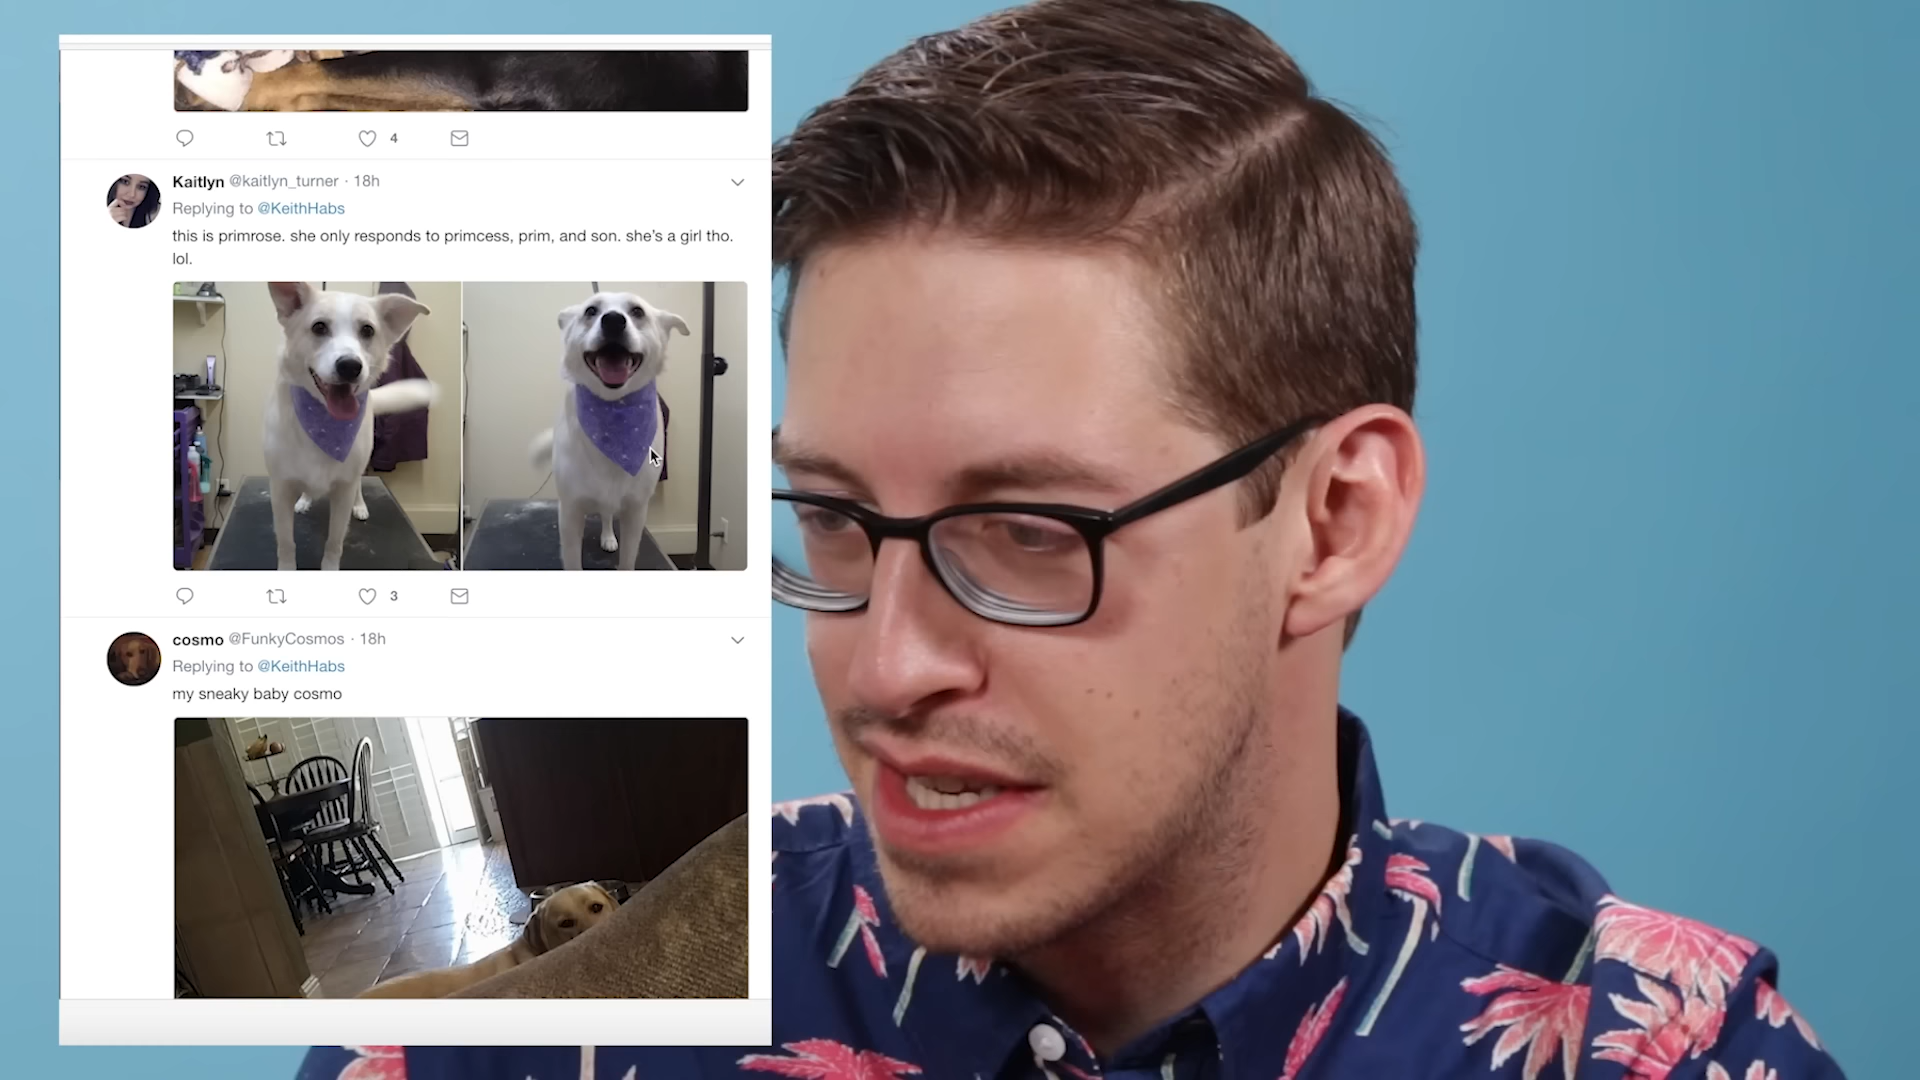 4
Kaitlyn @kaitlyn_turner · 18h
Replying to @KeithHabs
this is primrose. she only responds to primcess, prim, and son. she's a girl tho.
lol.
3
cosmo @FunkyCosmos · 18h
Replying to @KeithHabs
my sneaky baby cosmo